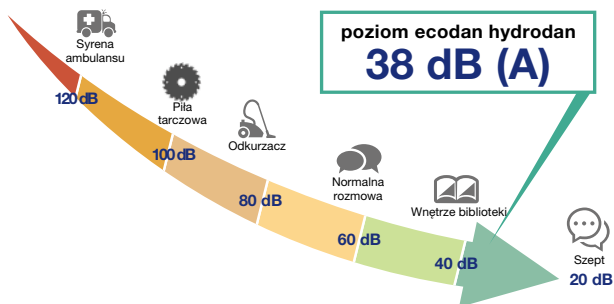 poziom ecodan hydrodan
38 dB (A)
Syrena
ambulansu
120 dB
Piła
tarczowa
100 dB
Odkurzacz
80 dB
Normalna
rozmowa
60 dB
Wnętrze biblioteki
40 dB
Szept
20 dB